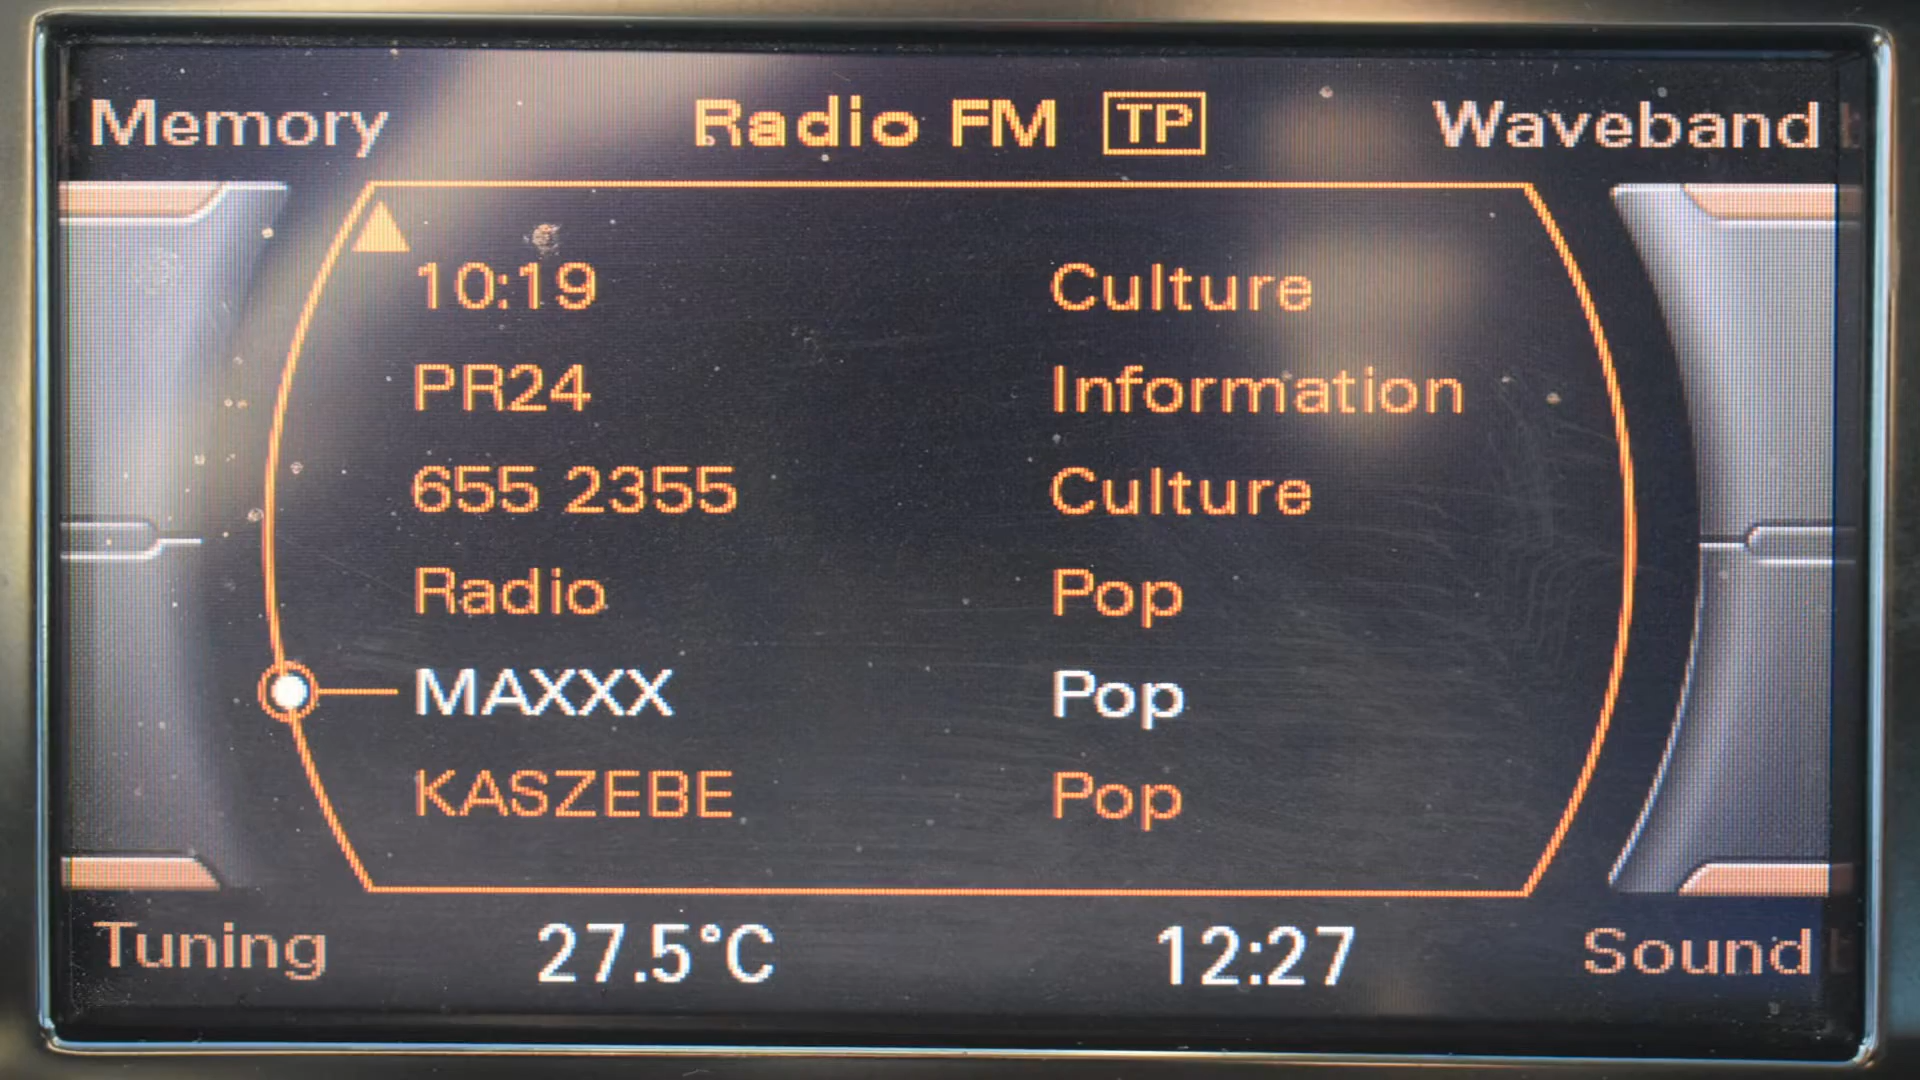 Memory Radio FM TP Waveband
10:19 Culture
PR24 Information
655 2355 Culture
Radio Pop
MAXXX Pop
KASZEBE Pop
Tuning 27.5°C 12:27 Sound